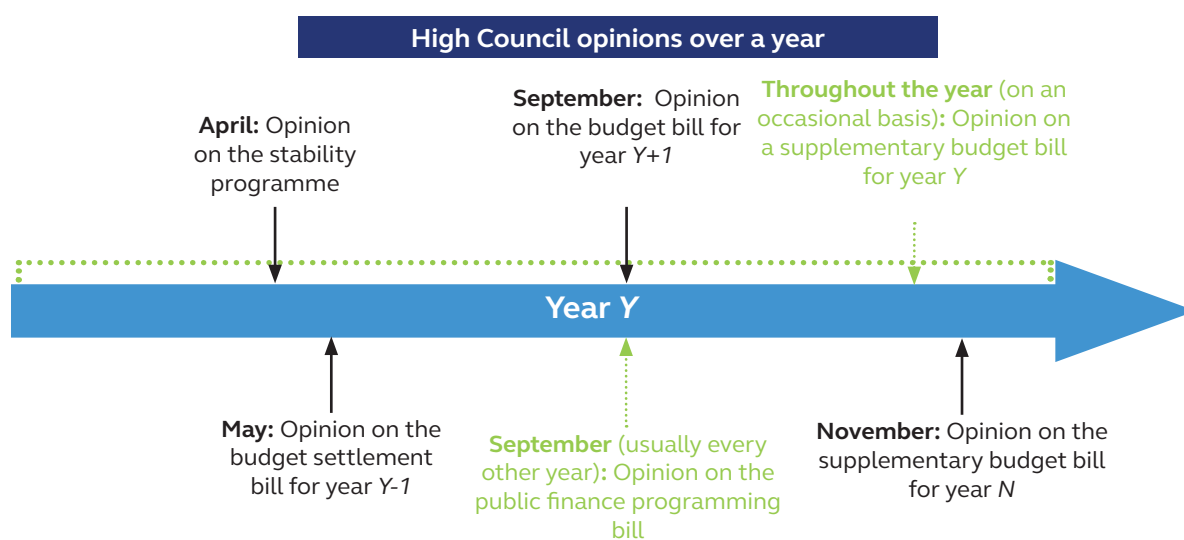 High Council opinions over a year
April: Opinion
on the stability
programme
September:  Opinion
on the budget bill for
year Y+1
Throughout the year (on an
occasional basis): Opinion on
a supplementary budget bill
for year Y
Year Y
May: Opinion on the
budget settlement
bill for year Y-1
September (usually every
other year): Opinion on the
public finance programming
bill
November: Opinion on the
supplementary budget bill
for year N